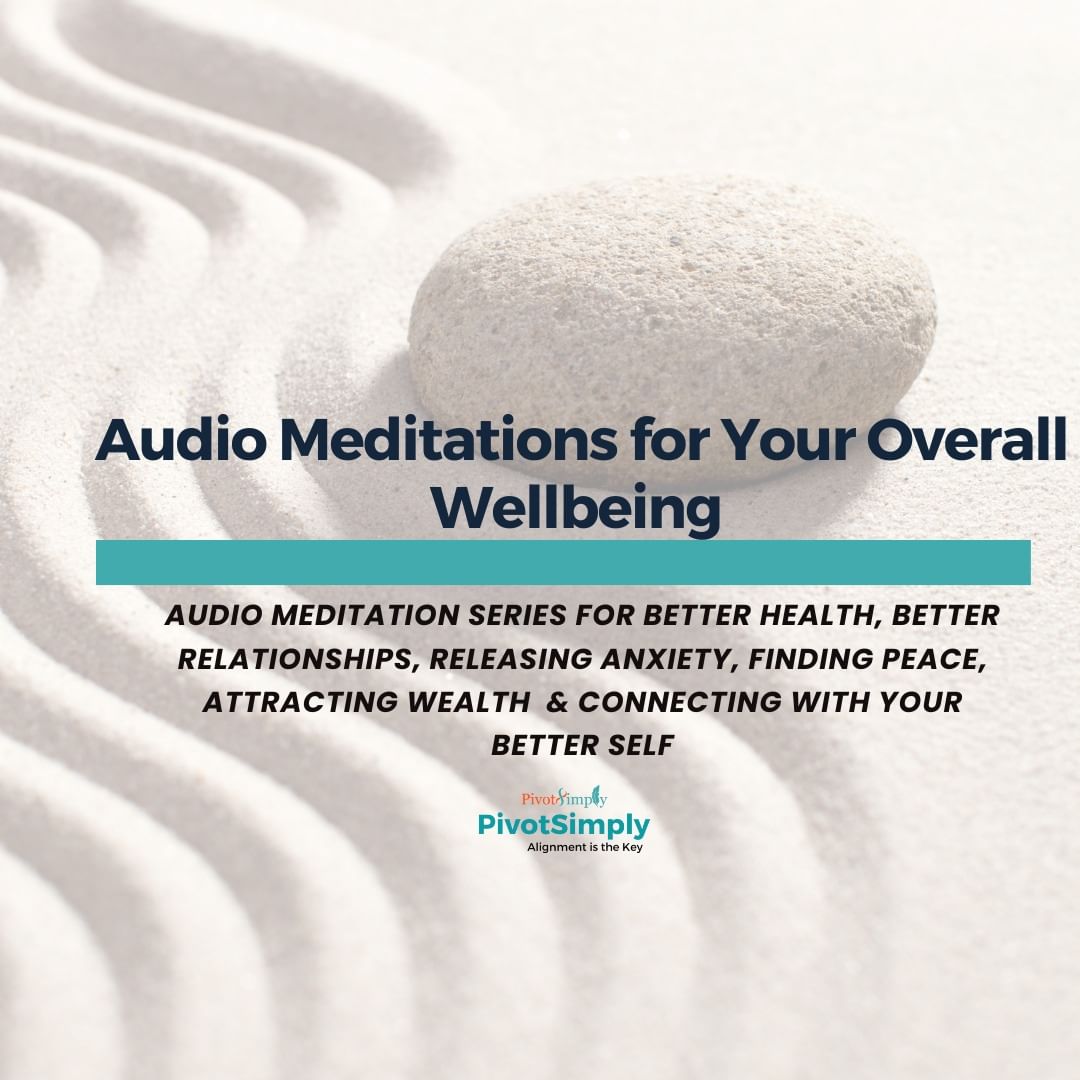 Audio Meditations for Your Overall
Wellbeing
AUDIO MEDITATION SERIES FOR BETTER HEALTH, BETTER
RELATIONSHIPS, RELEASING ANXIETY, FINDING PEACE,
ATTRACTING WEALTH & CONNECTING WITH YOUR
BETTER SELF
PivotSimply
PivotSimply
Alignment is the Key